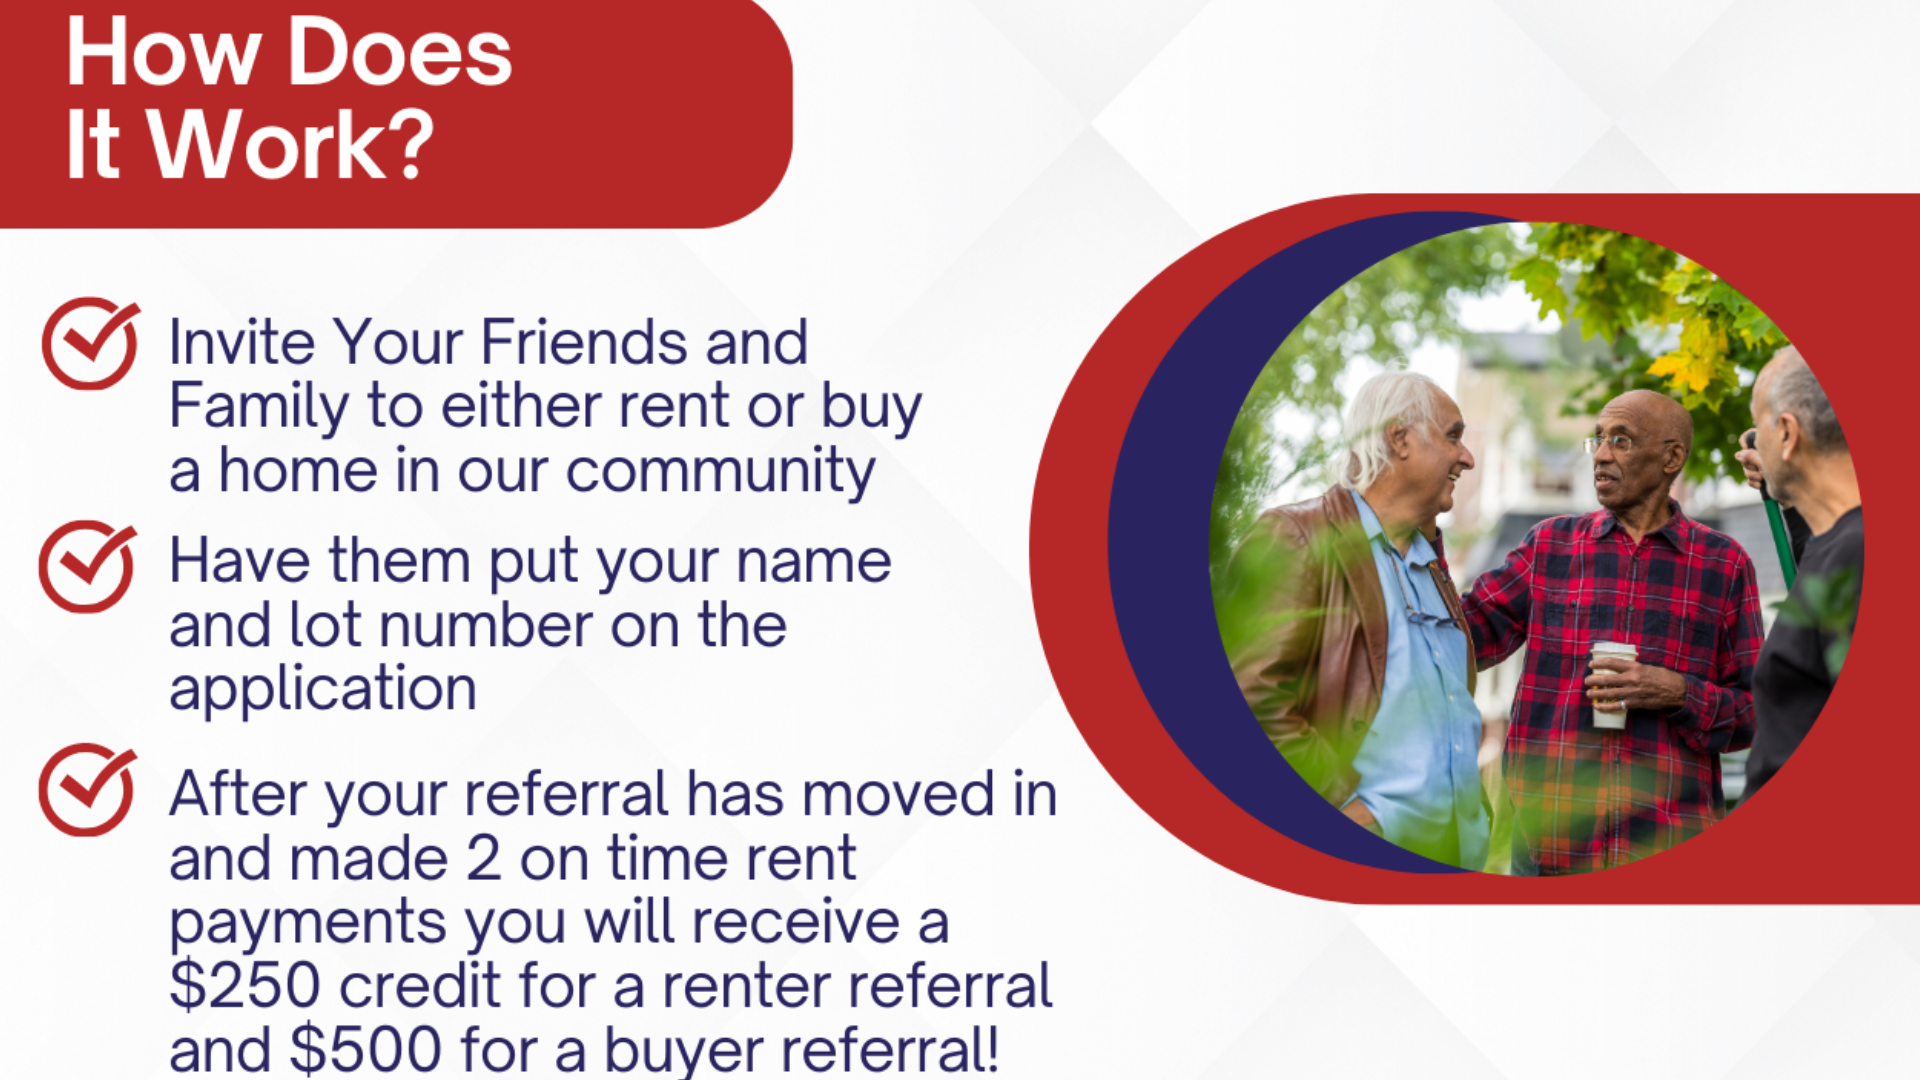 How Does
It Work?
Invite Your Friends and
Family to either rent or buy
a home in our community
Have them put your name
and lot number on the
application
After your referral has moved in
and made 2 on time rent
payments you will receive a
$250 credit for a renter referral
and $500 for a buyer referral!